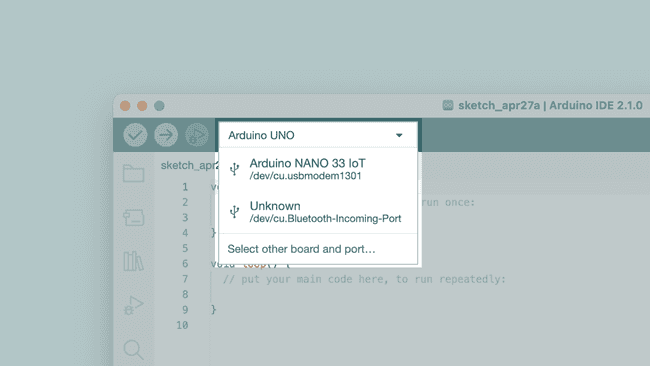 sketch_apr27a | Arduino IDE 2.1.0
Arduino UNO
Arduino NANO 33 IoT
/dev/cu.usbmodem1301
Unknown
/dev/cu.Bluetooth-Incoming-Port
Select other board and port...
sketch_apr2
1 v
2 run once:
3
4 }
5
6 void loop() {
7 // put your main code here, to run repeatedly:
8
9 }
10